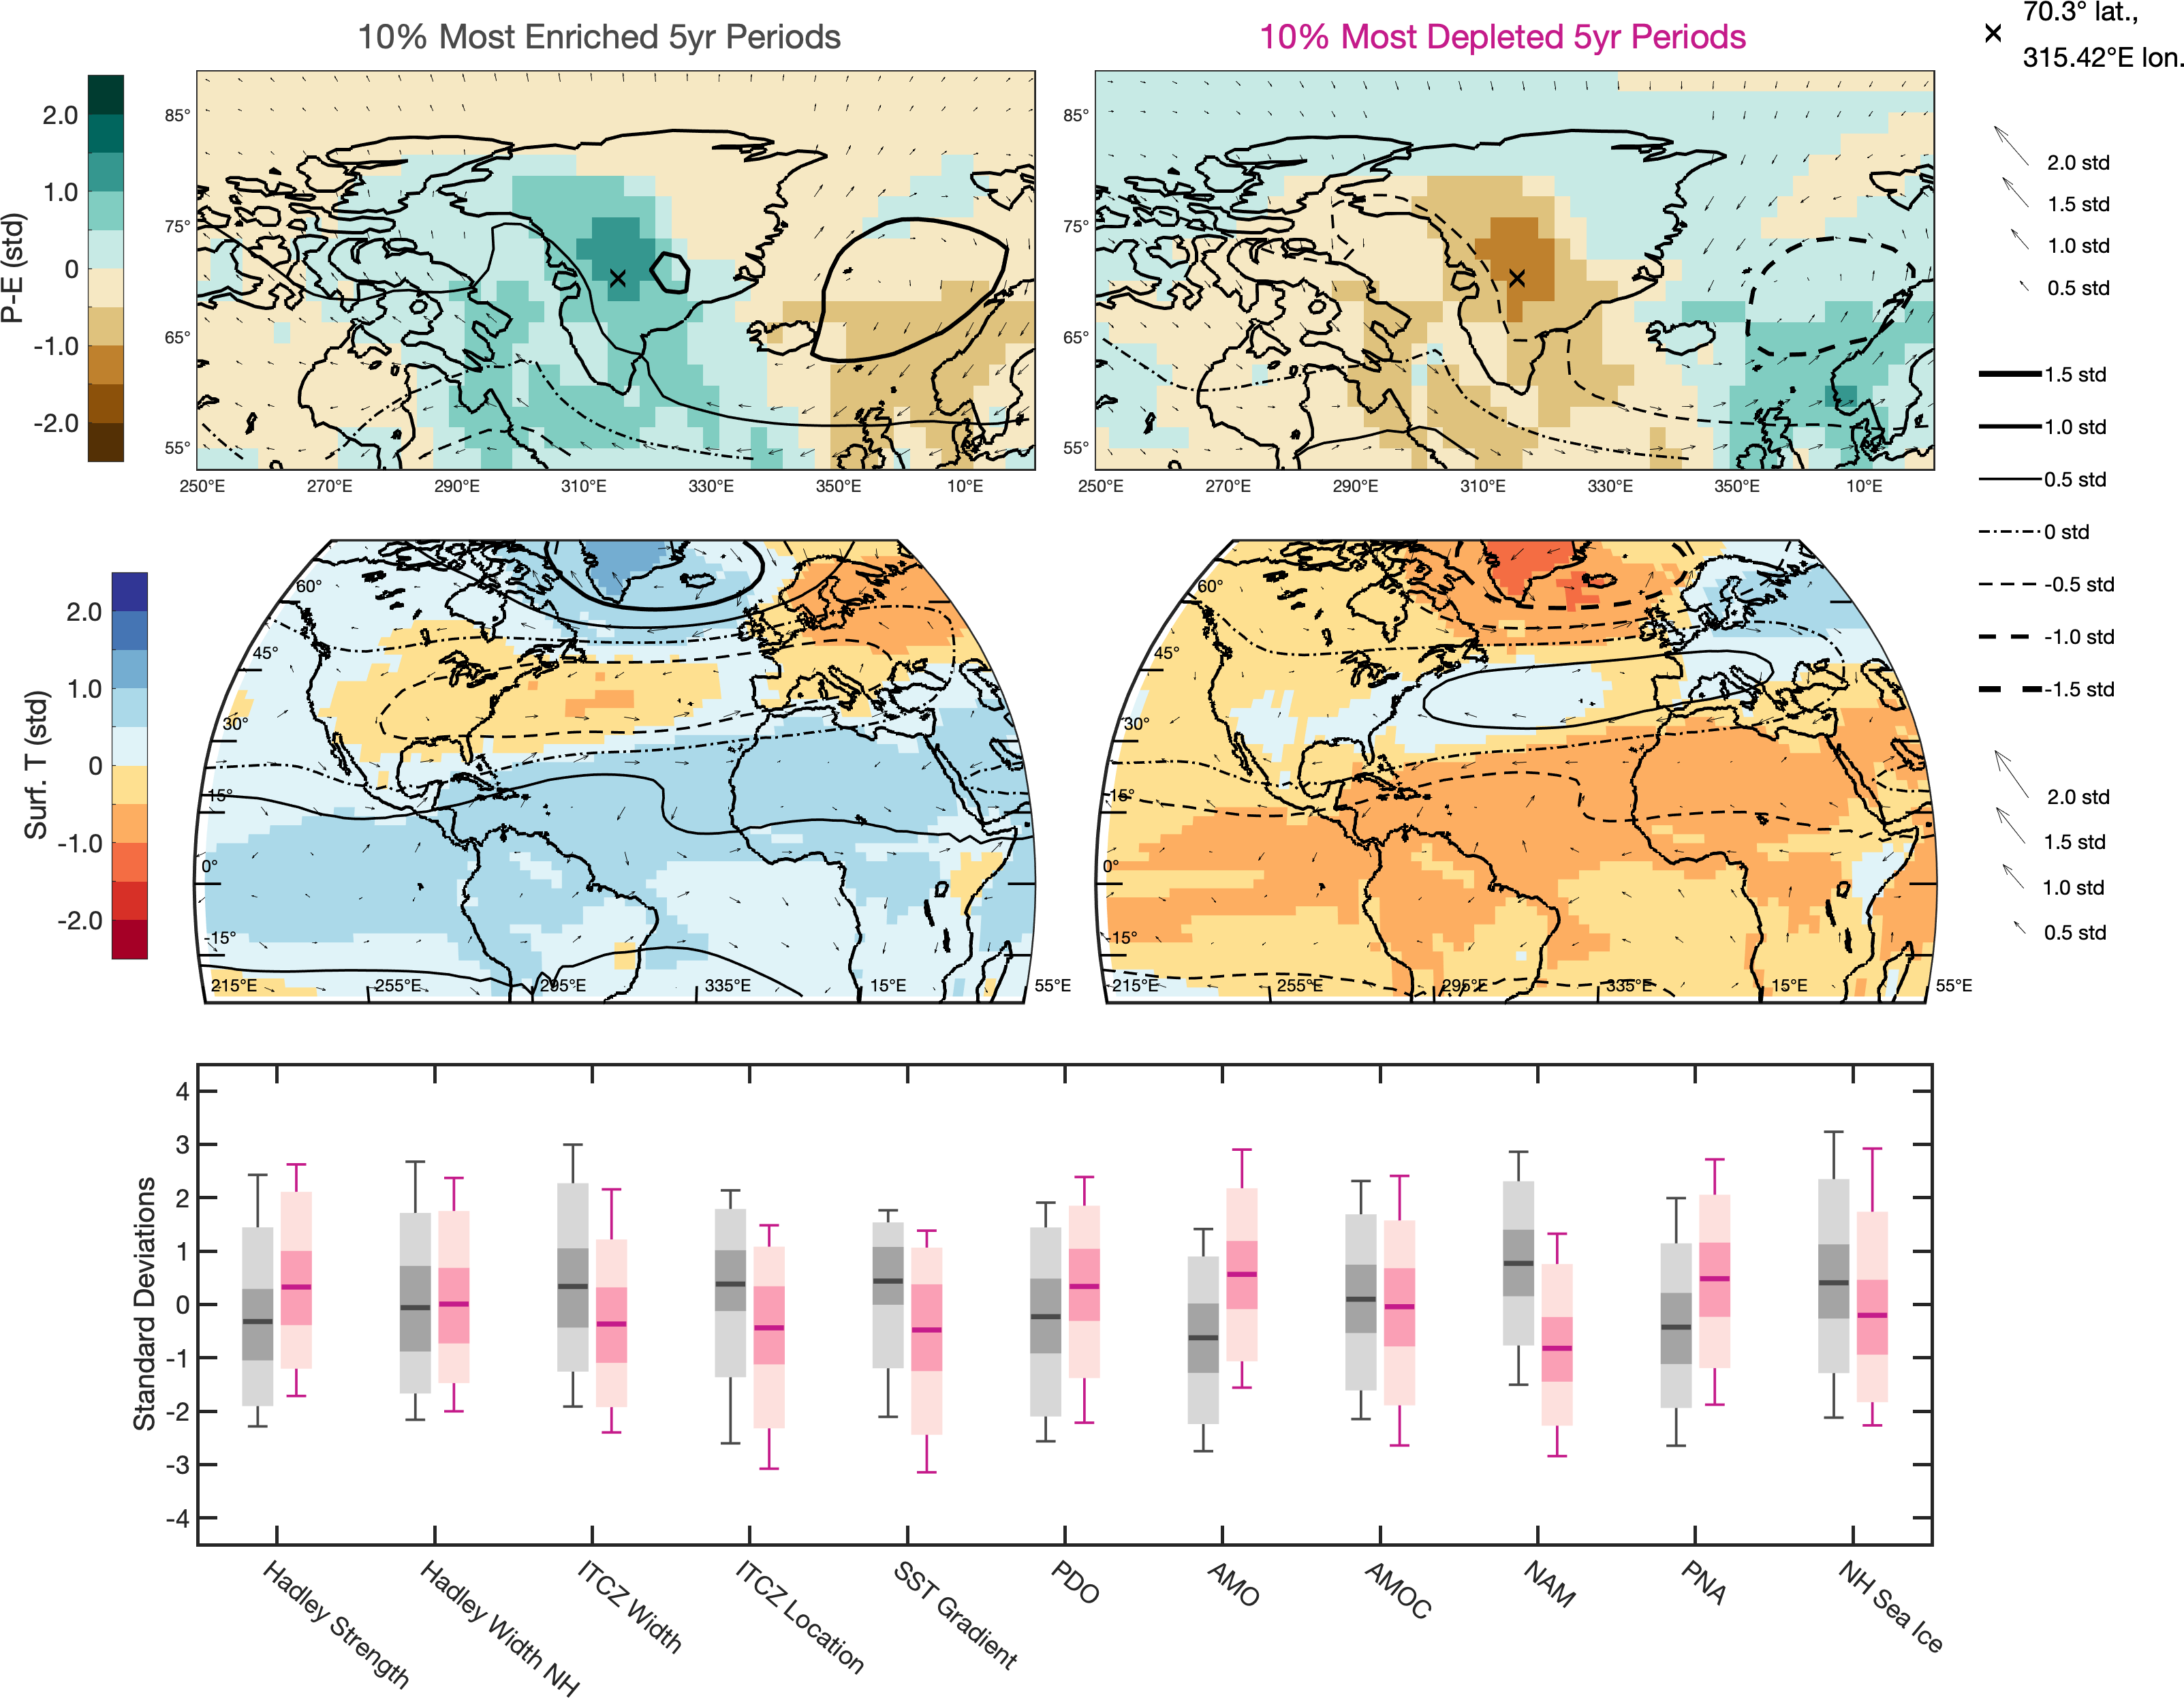 10% Most Enriched 5yr Periods
10% Most Depleted 5yr Periods
70.3° lat.,
315.42°E lon.
P-E (std)
2.0
1.0
0
-1.0
-2.0
85°
75°
65°
55°
250°E 270°E 290°E 310°E 330°E 350°E 10°E
85°
75°
65°
55°
250°E 270°E 290°E 310°E 330°E 350°E 10°E
2.0 std
1.5 std
1.0 std
0.5 std
1.5 std
1.0 std
0.5 std
0 std
-0.5 std
-1.0 std
-1.5 std
Surf. T (std)
2.0
1.0
0
-1.0
-2.0
60°
45°
30°
15°
0°
-15°
215°E 255°E 295°E 335°E 15°E 55°E
60°
45°
30°
15°
0°
-15°
215°E 255°E 295°E 335°E 15°E 55°E
2.0 std
1.5 std
1.0 std
0.5 std
Standard Deviations
4
3
2
1
0
-1
-2
-3
-4
Hadley Strength
Hadley Width NH
ITCZ Width
ITCZ Location
SST Gradient
PDO
AMO
AMOC
NAM
PNA
NH Sea Ice